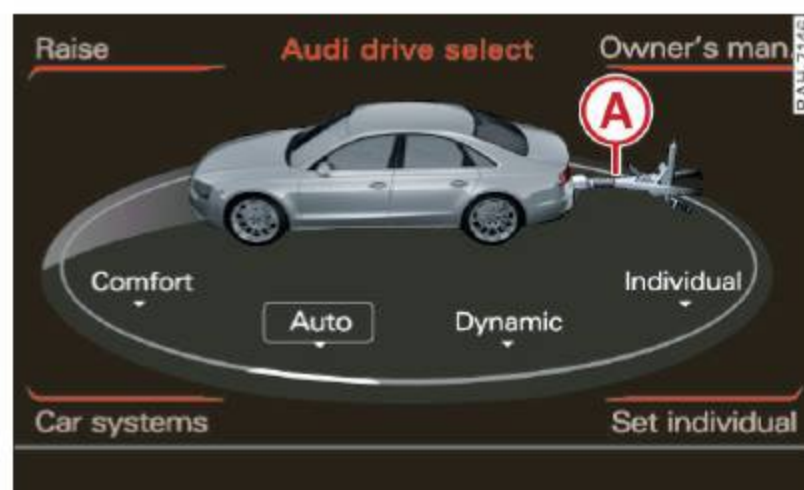 Raise
Audi drive select
Owner's man.
A
Comfort
Individual
Auto
Dynamic
Car systems
Set individual